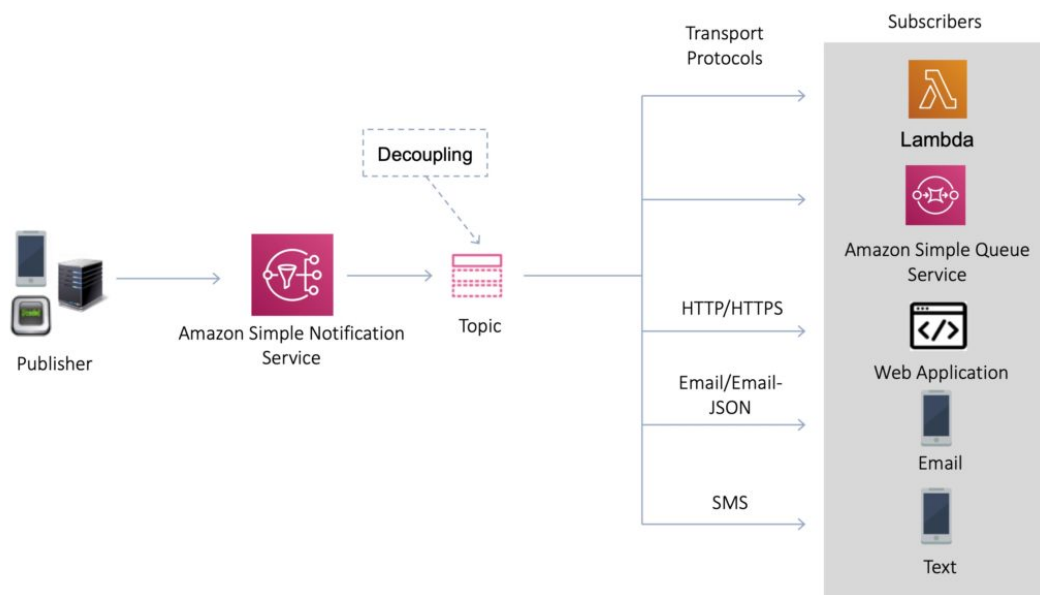 Subscribers
Transport
Protocols
Lambda
Decoupling
Amazon Simple Queue
Service
HTTP/HTTPS
Topic
Amazon Simple Notification
Service
Publisher
Web Application
Email/Email-
JSON
Email
SMS
Text